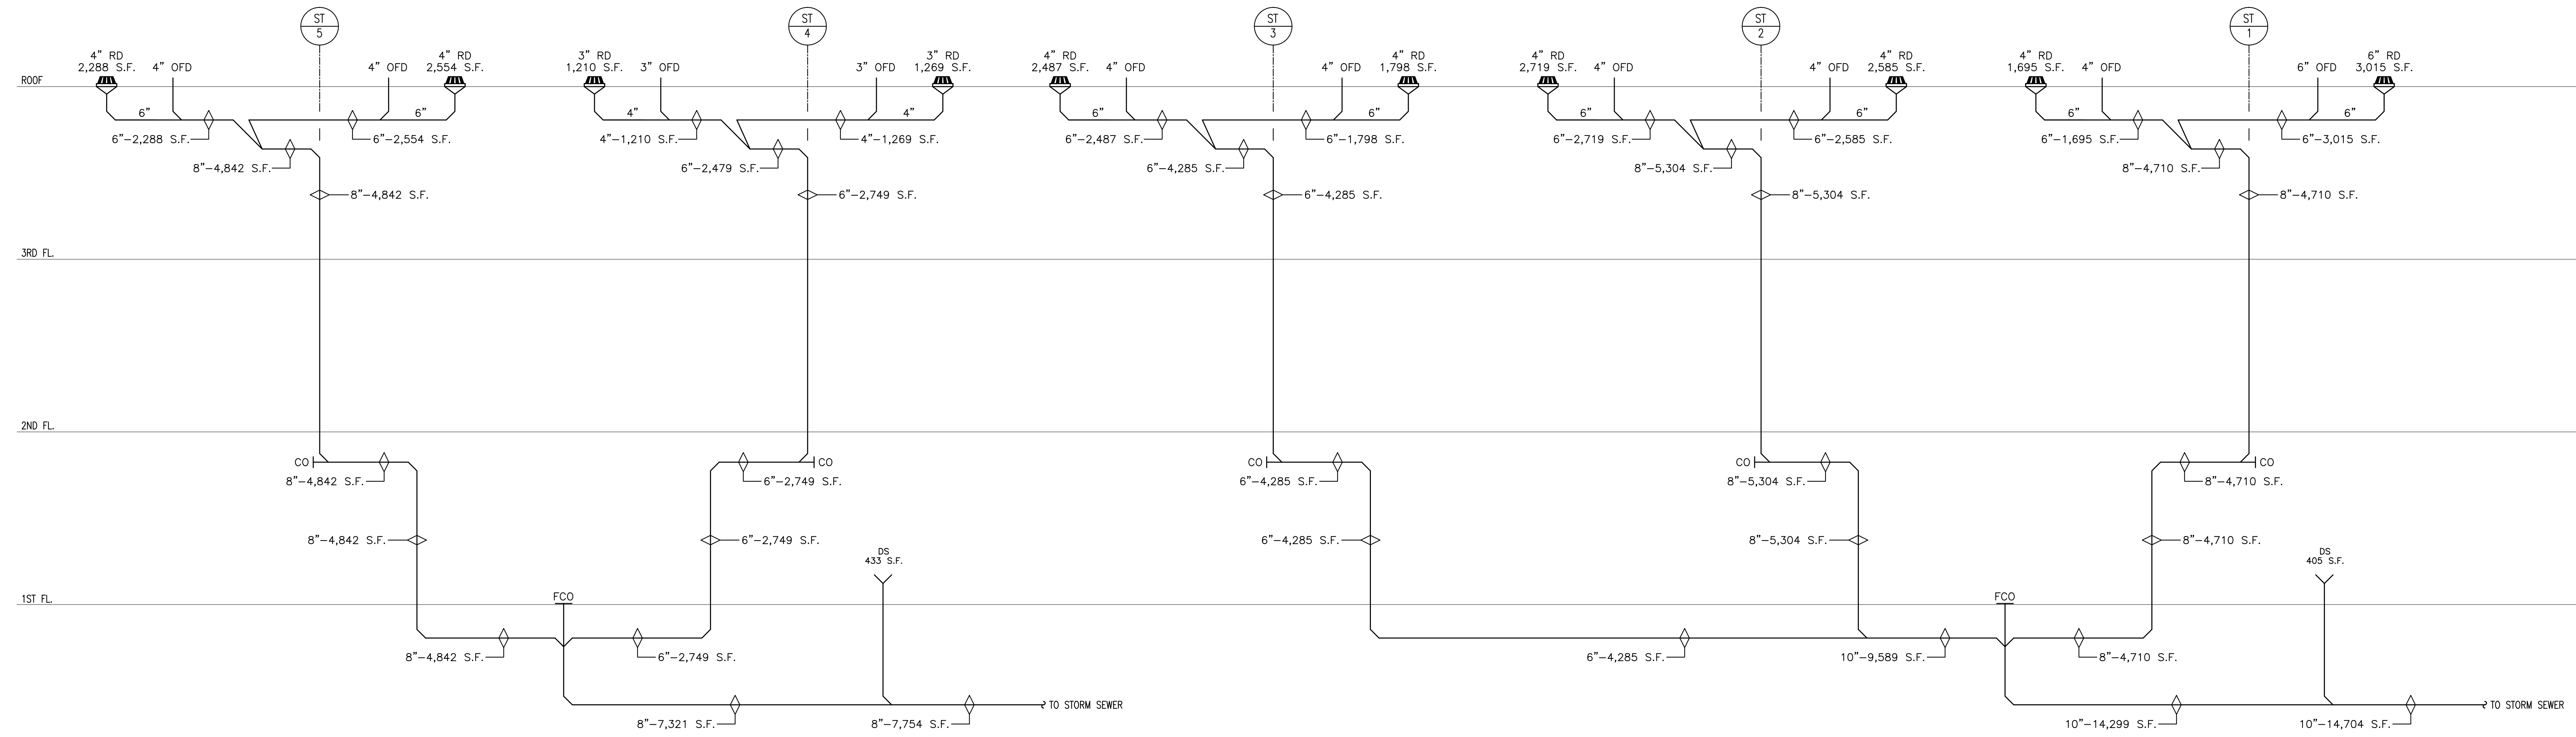 ST
5
ST
4
ST
3
ST
2
ST
1
4" RD
2,288 S.F.
4" OFD
4" OFD
4" RD
2,554 S.F.
3" RD
1,210 S.F.
3" OFD
3" OFD
3" RD
1,269 S.F.
4" RD
2,487 S.F.
4" OFD
4" OFD
4" RD
1,798 S.F.
4" RD
2,719 S.F.
4" OFD
4" OFD
4" RD
2,585 S.F.
4" RD
1,695 S.F.
4" OFD
6" OFD
6" RD
3,015 S.F.
ROOF
6"
6"
4"
4"
6"
6"
6"
6"
6"
6"
6"-2,288 S.F.
6"-2,554 S.F.
4"-1,210 S.F.
4"-1,269 S.F.
6"-2,487 S.F.
6"-1,798 S.F.
6"-2,719 S.F.
6"-2,585 S.F.
6"-1,695 S.F.
6"-3,015 S.F.
8"-4,842 S.F.
6"-2,479 S.F.
6"-4,285 S.F.
8"-5,304 S.F.
8"-4,710 S.F.
8"-4,842 S.F.
6"-2,749 S.F.
6"-4,285 S.F.
8"-5,304 S.F.
8"-4,710 S.F.
3RD FL.
2ND FL.
CO
CO
CO
CO
CO
8"-4,842 S.F.
6"-2,749 S.F.
6"-4,285 S.F.
8"-5,304 S.F.
8"-4,710 S.F.
8"-4,842 S.F.
6"-2,749 S.F.
6"-4,285 S.F.
8"-5,304 S.F.
8"-4,710 S.F.
DS
433 S.F.
DS
405 S.F.
1ST FL.
FCO
FCO
8"-4,842 S.F.
6"-2,749 S.F.
6"-4,285 S.F.
10"-9,589 S.F.
8"-4,710 S.F.
TO STORM SEWER
TO STORM SEWER
8"-7,321 S.F.
8"-7,754 S.F.
10"-14,299 S.F.
10"-14,704 S.F.